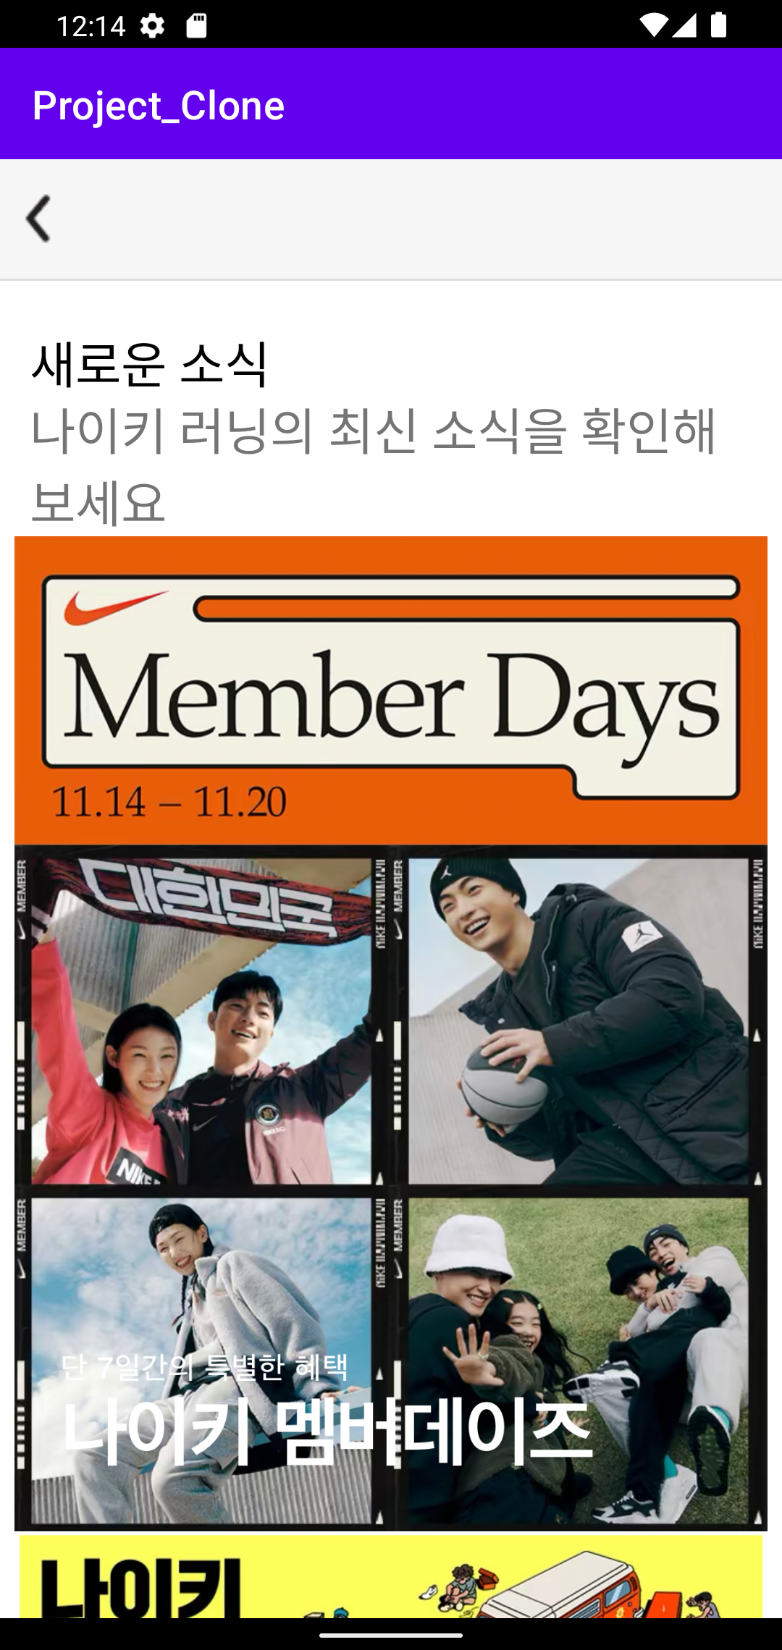 12:14
Project_Clone
새로운 소식
나이키 러닝의 최신 소식을 확인해
보세요
Member Days
11.14 – 11.20
MEMBER
MEMBER
대한민국
NIKE
MEMBER
MEMBER
단 7일간의 특별한 혜택
나이키 멤버데이즈
나이키